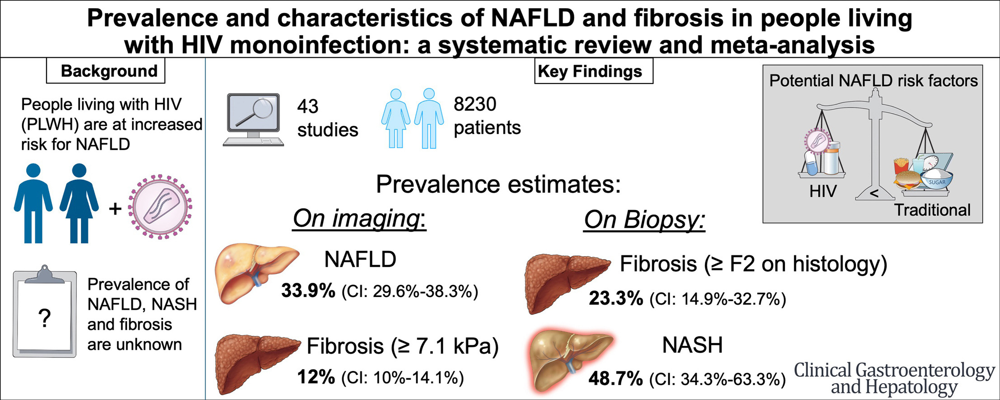 Prevalence and characteristics of NAFLD and fibrosis in people living
with HIV monoinfection: a systematic review and meta-analysis
Background
People living with HIV
(PLWH) are at increased
risk for NAFLD
+
?
Prevalence of
NAFLD, NASH
and fibrosis
are unknown
Key Findings
43
studies
8230
patients
Potential NAFLD risk factors
SUGAR
HIV
<
Traditional
Prevalence estimates:
On imaging:
NAFLD
33.9% (CI: 29.6%-38.3%)
Fibrosis (≥ 7.1 kPa)
12% (CI: 10%-14.1%)
On Biopsy:
Fibrosis (≥ F2 on histology)
23.3% (CI: 14.9%-32.7%)
NASH
48.7% (CI: 34.3%-63.3%)
Clinical Gastroenterology
and Hepatology